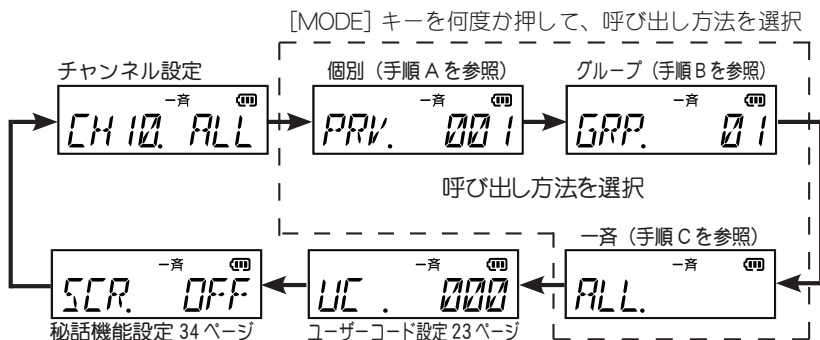 [MODE] キーを何度か押して、呼び出し方法を選択
チャンネル設定
一斉
CH 10. ALL
個別（手順 A を参照）
一斉
PRV. 001
グループ（手順 B を参照）
一斉
GRP. 01
呼び出し方法を選択
一斉（手順 C を参照）
一斉
ALL.
一斉
UC . 000
ユーザーコード設定 23 ページ
一斉
SCR. OFF
秘話機能設定 34 ページ